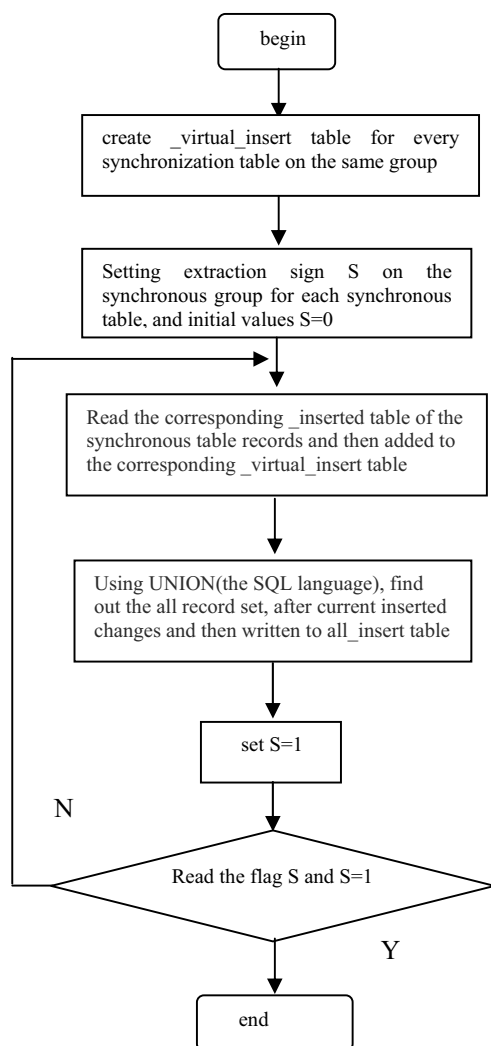 begin
create _virtual_insert table for every
synchronization table on the same group
Setting extraction sign S on the
synchronous group for each synchronous
table, and initial values S=0
Read the corresponding _inserted table of the
synchronous table records and then added to
the corresponding _virtual_insert table
Using UNION(the SQL language), find
out the all record set, after current inserted
changes and then written to all_insert table
set S=1
N
Read the flag S and S=1
Y
end